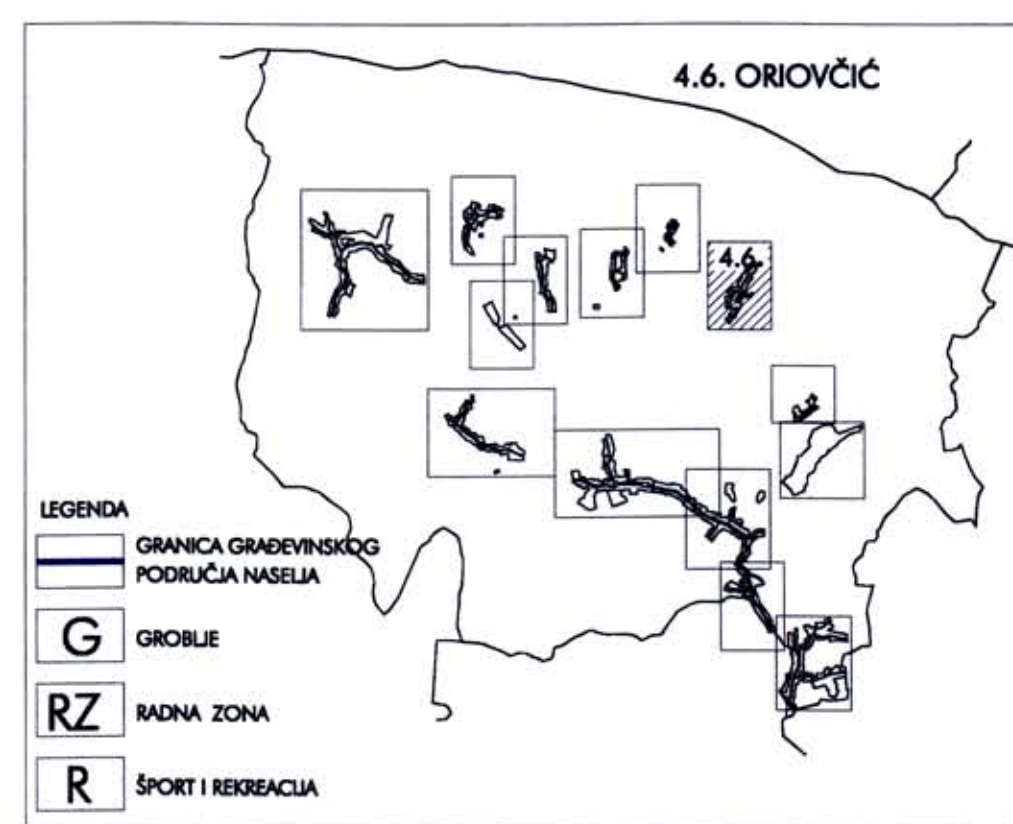 4.6. ORIOVČIĆ
4.6.
LEGENDA
GRANICA GRAĐEVINSKOG
PODRUČJA NASELJA
G GROBLJE
RZ RADNA ZONA
R ŠPORT I REKREACIJA